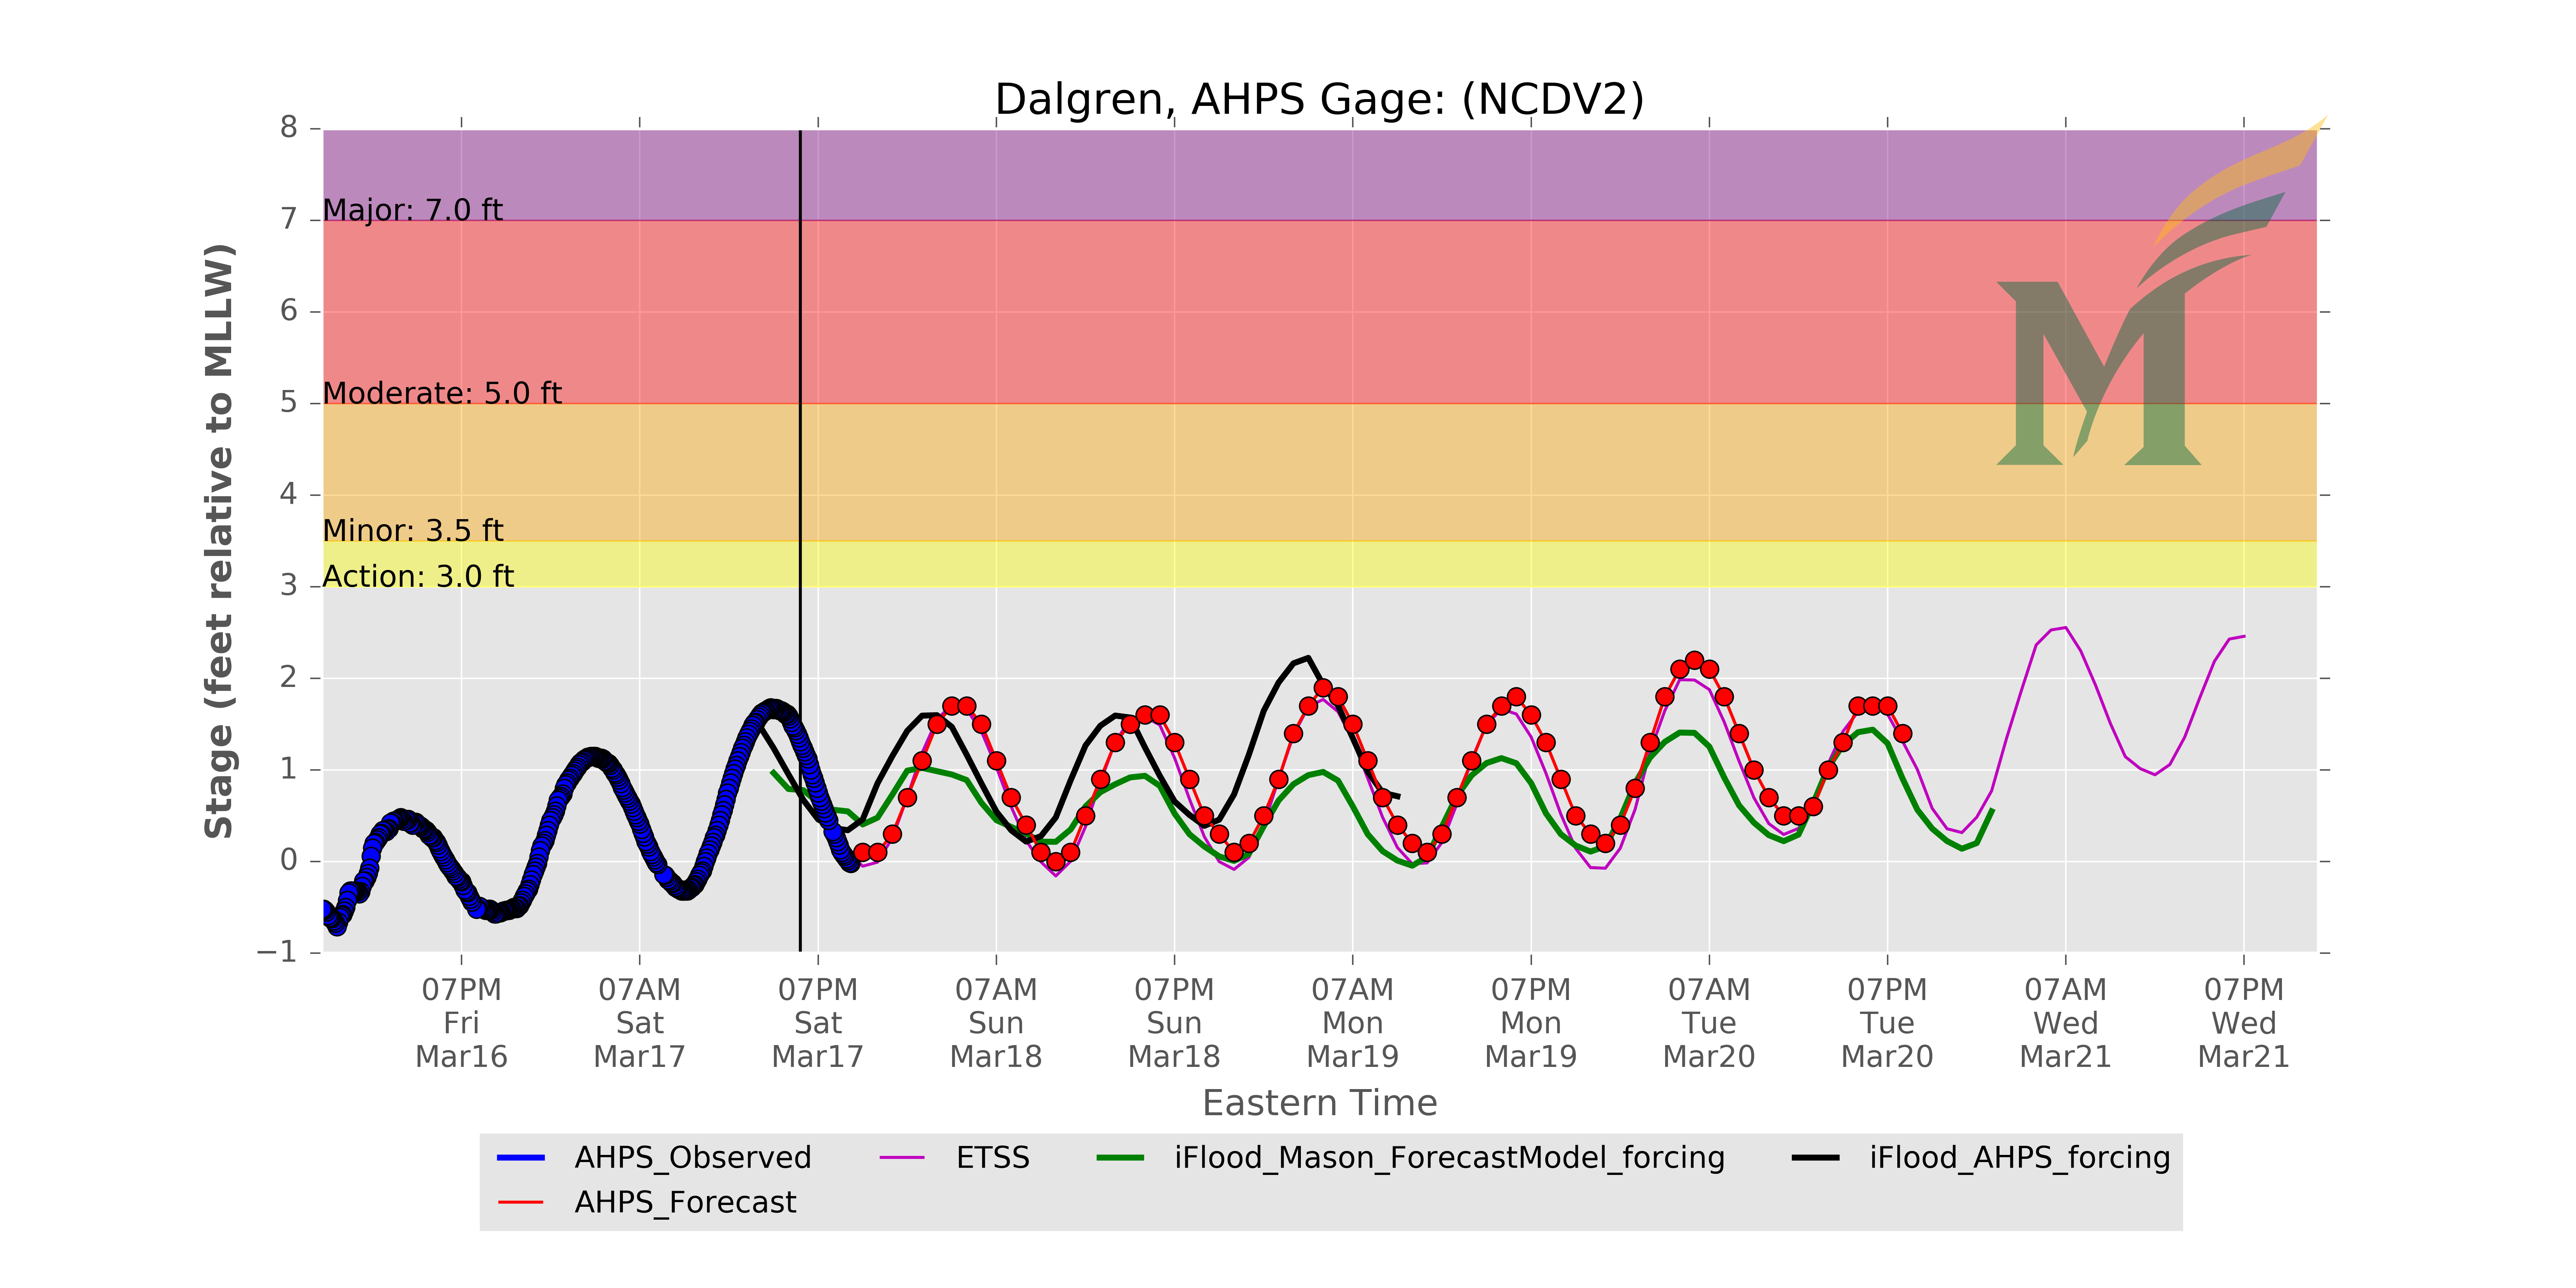 Dalgren, AHPS Gage: (NCDV2)
8
7
6
5
4
3
2
1
0
−1
Stage (feet relative to MLLW)
Major: 7.0 ft
Moderate: 5.0 ft
Minor: 3.5 ft
Action: 3.0 ft
M
07PM 07AM 07PM 07AM 07PM 07AM 07PM 07AM 07PM 07AM 07PM
Fri Sat Sat Sun Sun Mon Mon Tue Tue Wed Wed
Mar16 Mar17 Mar17 Mar18 Mar18 Mar19 Mar19 Mar20 Mar20 Mar21 Mar21
Eastern Time
AHPS_Observed ETSS iFlood_Mason_ForecastModel_forcing iFlood_AHPS_forcing
AHPS_Forecast